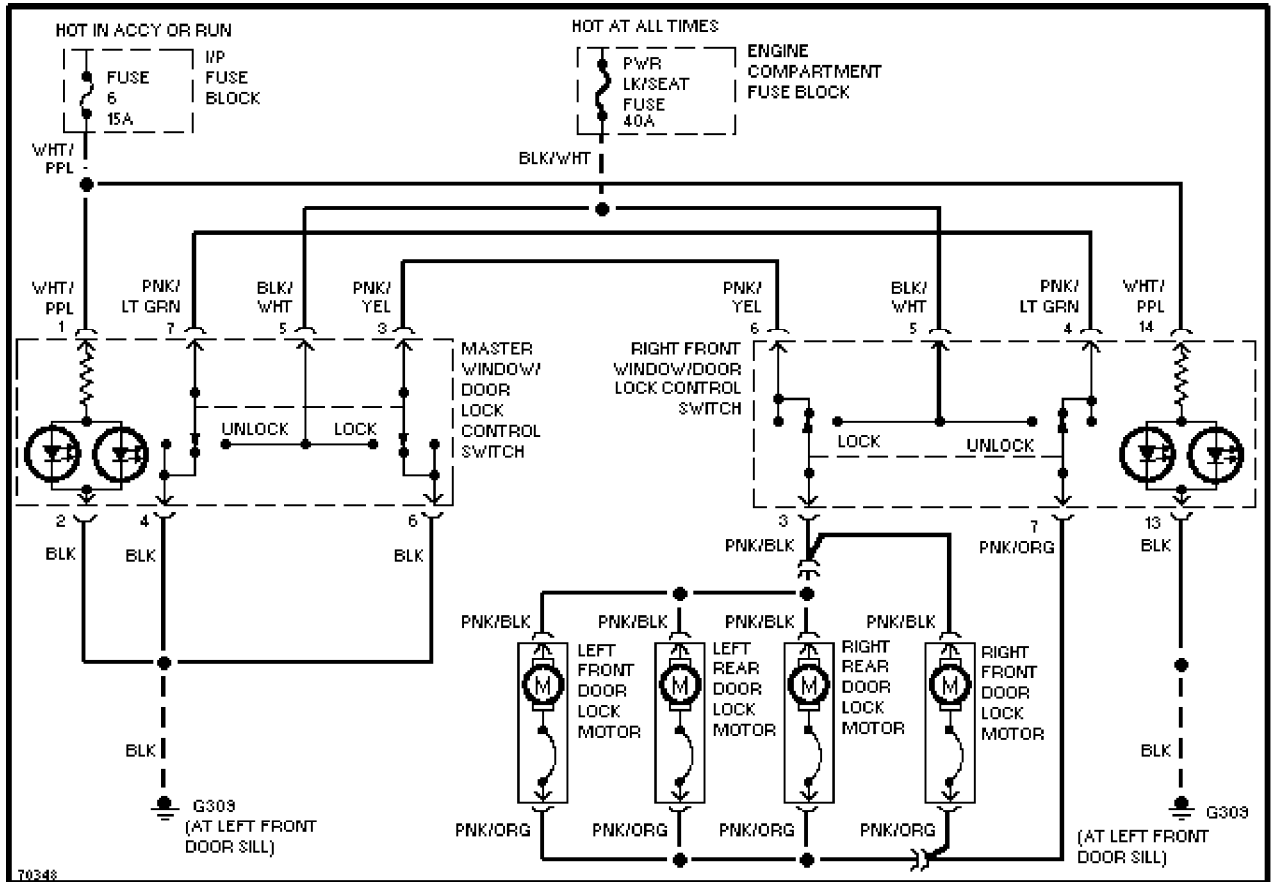 HOT IN ACCY OR RUN
HOT AT ALL TIMES
FUSE
6
15A
I/P
FUSE
BLOCK
PWR
LK/SEAT
FUSE
40A
ENGINE
COMPARTMENT
FUSE BLOCK
WHT/
PPL
BLK/WHT
WHT/
PPL
PNK/
LT GRN
BLK/
WHT
PNK/
YEL
PNK/
YEL
BLK/
WHT
PNK/
LT GRN
WHT/
PPL
1
7
5
3
6
5
4
14
MASTER
WINDOW/
DOOR
LOCK
CONTROL
SWITCH
RIGHT FRONT
WINDOW/DOOR
LOCK CONTROL
SWITCH
UNLOCK
LOCK
LOCK
UNLOCK
2
4
6
3
7
13
BLK
BLK
BLK
PNK/BLK
PNK/ORG
BLK
PNK/BLK
PNK/BLK
PNK/BLK
PNK/BLK
M
LEFT
FRONT
DOOR
LOCK
MOTOR
M
LEFT
REAR
DOOR
LOCK
MOTOR
M
RIGHT
REAR
DOOR
LOCK
MOTOR
M
RIGHT
FRONT
DOOR
LOCK
MOTOR
BLK
BLK
G309
(AT LEFT FRONT
DOOR SILL)
PNK/ORG
PNK/ORG
PNK/ORG
PNK/ORG
G309
(AT LEFT FRONT
DOOR SILL)
70348